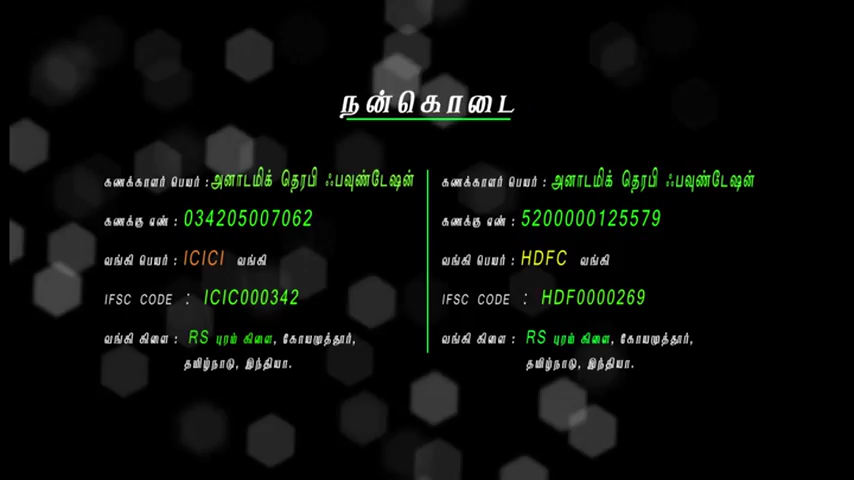 நன்கொடை
கணக்காளர் பெயர் : அனாடமிக் தெரபி ஃபவுண்டேஷன்
கணக்கு எண் : 034205007062
வங்கி பெயர் : ICICI வங்கி
IFSC CODE : ICIC000342
வங்கி கிளை : RS புரம் கிளை, கோயமுத்தூர்,
தமிழ்நாடு, இந்தியா.
கணக்காளர் பெயர் : அனாடமிக் தெரபி ஃபவுண்டேஷன்
கணக்கு எண் : 5200000125579
வங்கி பெயர் : HDFC வங்கி
IFSC CODE : HDF0000269
வங்கி கிளை : RS புரம் கிளை, கோயமுத்தூர்,
தமிழ்நாடு, இந்தியா.